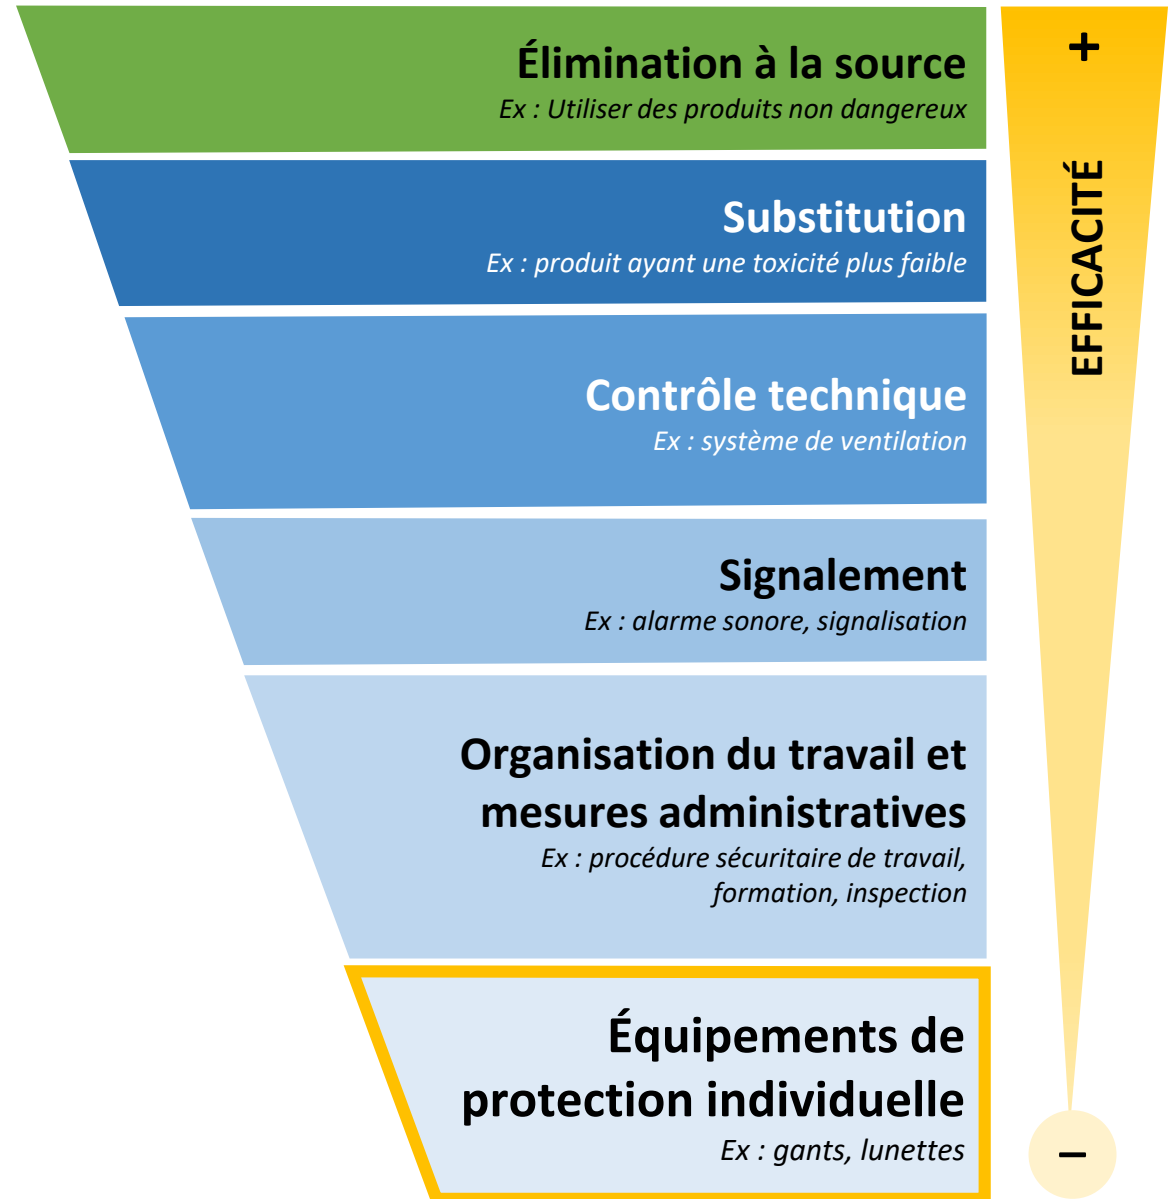 Élimination à la source
Ex : Utiliser des produits non dangereux
Substitution
Ex : produit ayant une toxicité plus faible
Contrôle technique
Ex : système de ventilation
Signalement
Ex : alarme sonore, signalisation
Organisation du travail et
mesures administratives
Ex : procédure sécuritaire de travail,
formation, inspection
Équipements de
protection individuelle
Ex : gants, lunettes
+
EFFICACITÉ
–